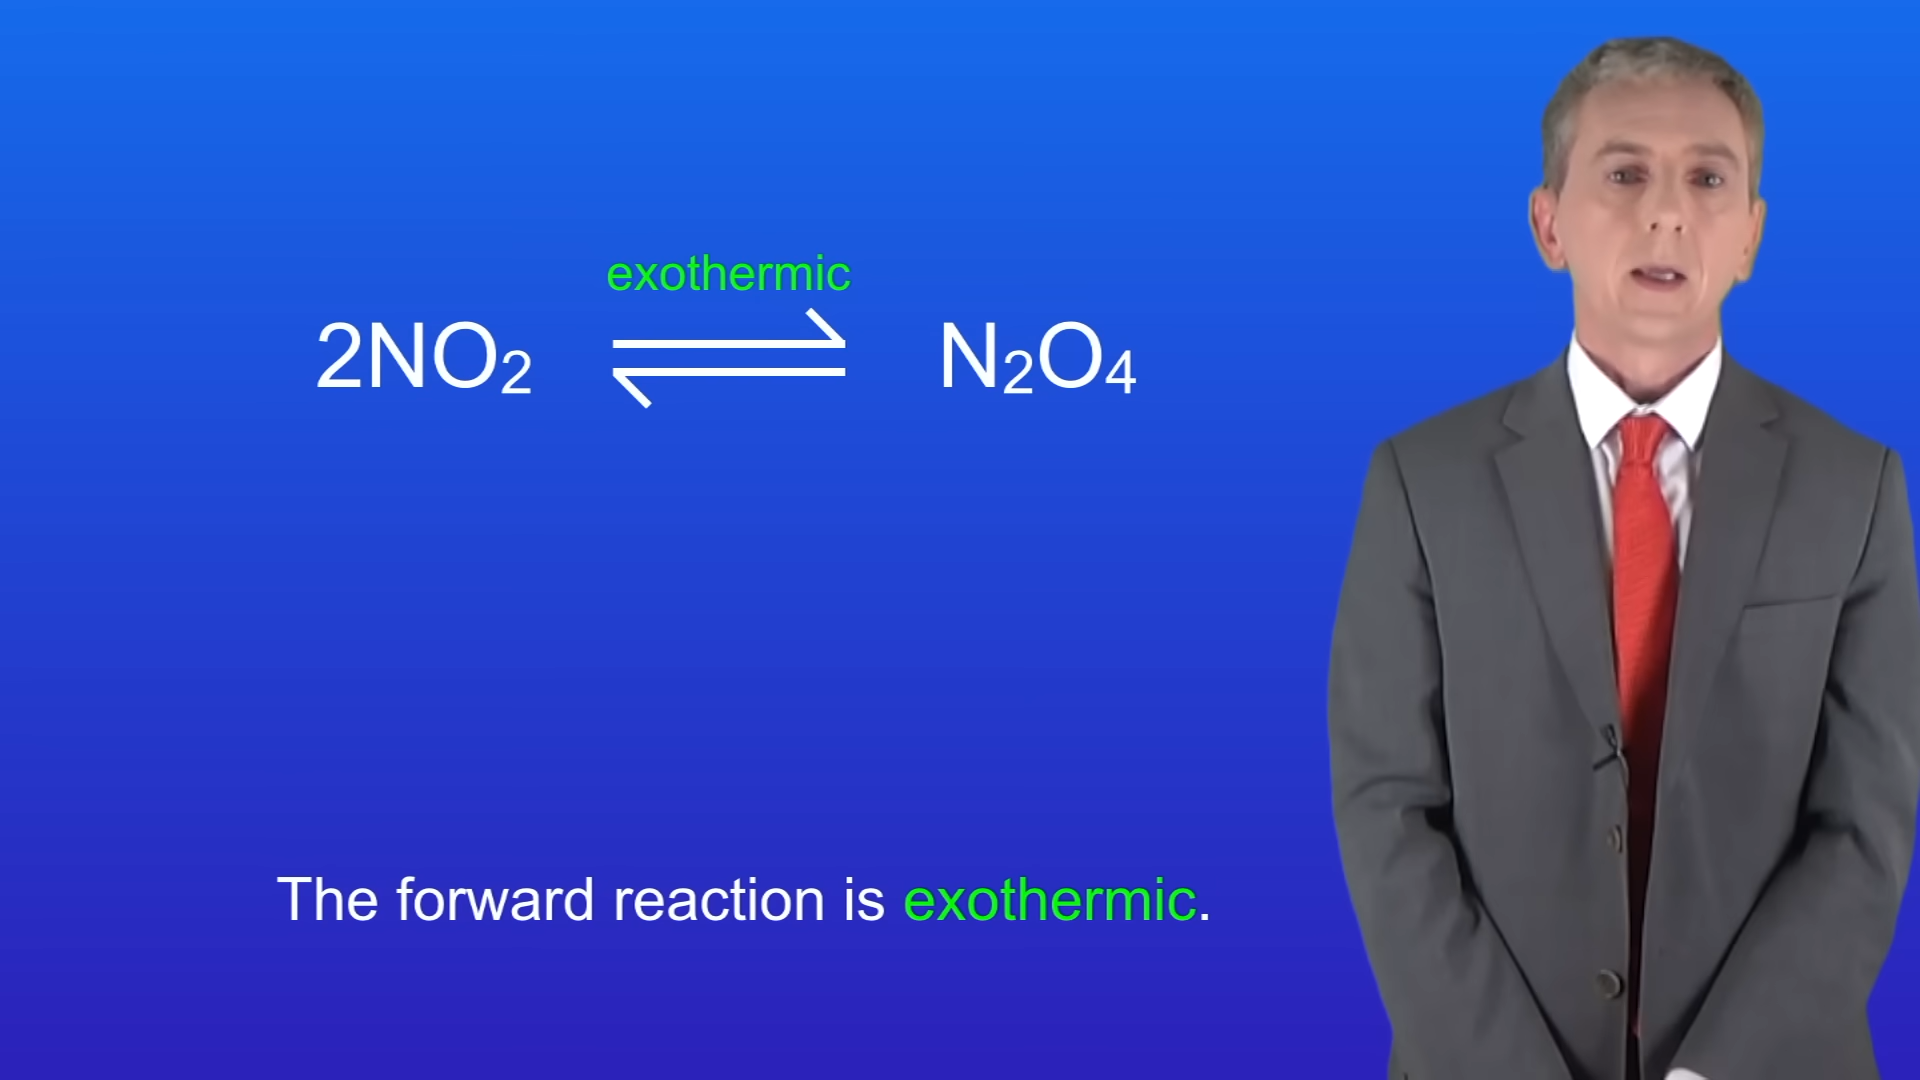 exothermic
2NO₂ ⇌ N₂O₄
The forward reaction is exothermic.